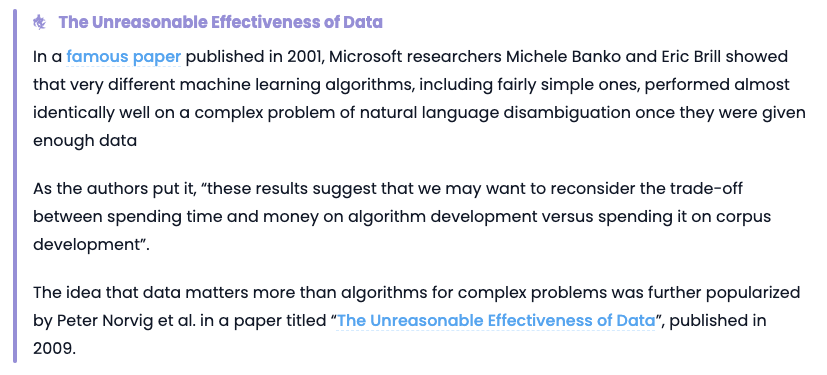 The Unreasonable Effectiveness of Data
In a famous paper published in 2001, Microsoft researchers Michele Banko and Eric Brill showed
that very different machine learning algorithms, including fairly simple ones, performed almost
identically well on a complex problem of natural language disambiguation once they were given
enough data
As the authors put it, “these results suggest that we may want to reconsider the trade-off
between spending time and money on algorithm development versus spending it on corpus
development”.
The idea that data matters more than algorithms for complex problems was further popularized
by Peter Norvig et al. in a paper titled “The Unreasonable Effectiveness of Data”, published in
2009.